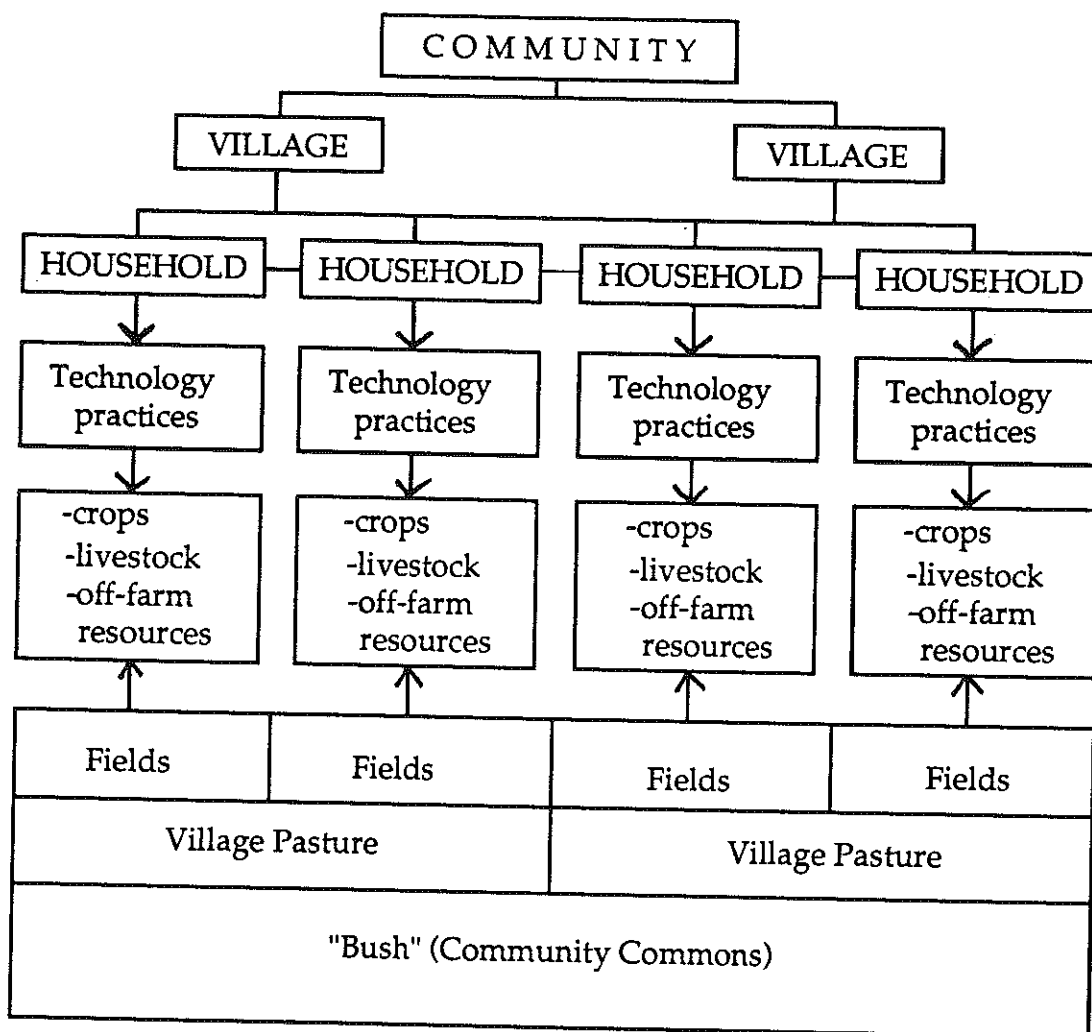 COMMUNITY
VILLAGE
VILLAGE
HOUSEHOLD
HOUSEHOLD
HOUSEHOLD
HOUSEHOLD
Technology
practices
Technology
practices
Technology
practices
Technology
practices
-crops
-livestock
-off-farm
resources
-crops
-livestock
-off-farm
resources
-crops
-livestock
-off-farm
resources
-crops
-livestock
-off-farm
resources
Fields
Fields
Fields
Fields
Village Pasture
Village Pasture
"Bush" (Community Commons)